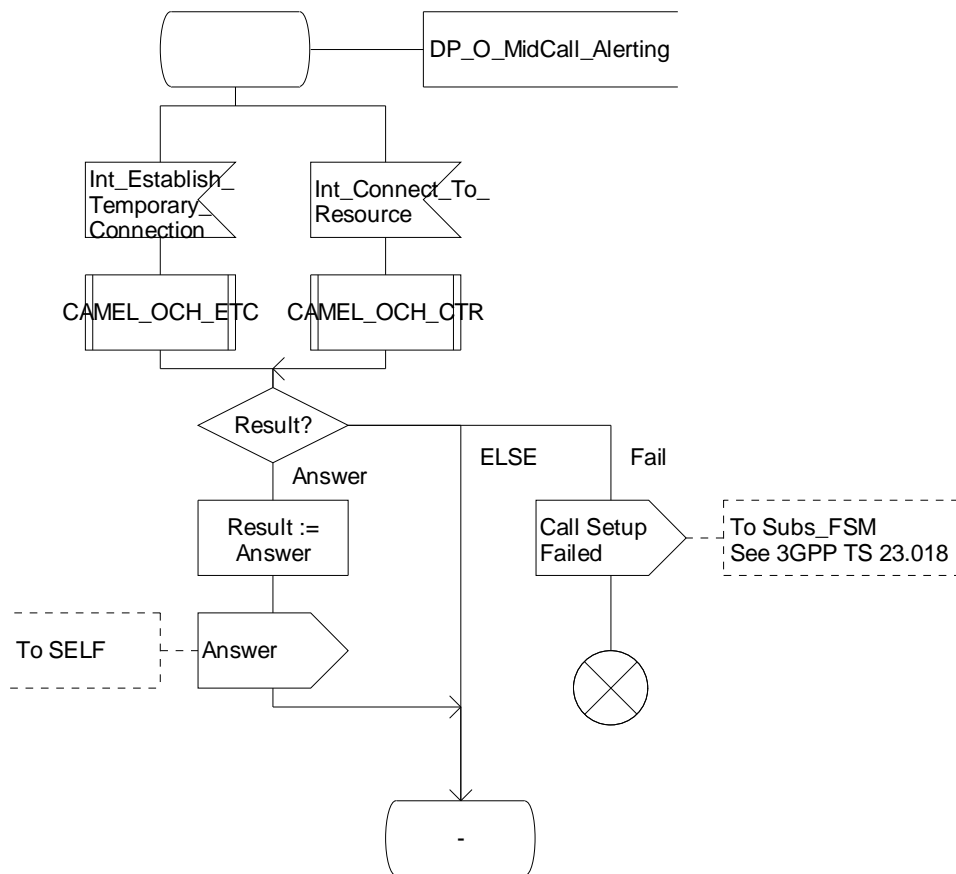 DP_O_MidCall_Alerting
Int_Establish_
Temporary_
Connection
Int_Connect_To_
Resource
CAMEL_OCH_ETC
CAMEL_OCH_CTR
Result?
ELSE
Fail
Answer
Result :=
Answer
Call Setup
Failed
To Subs_FSM
See 3GPP TS 23.018
To SELF
Answer
-